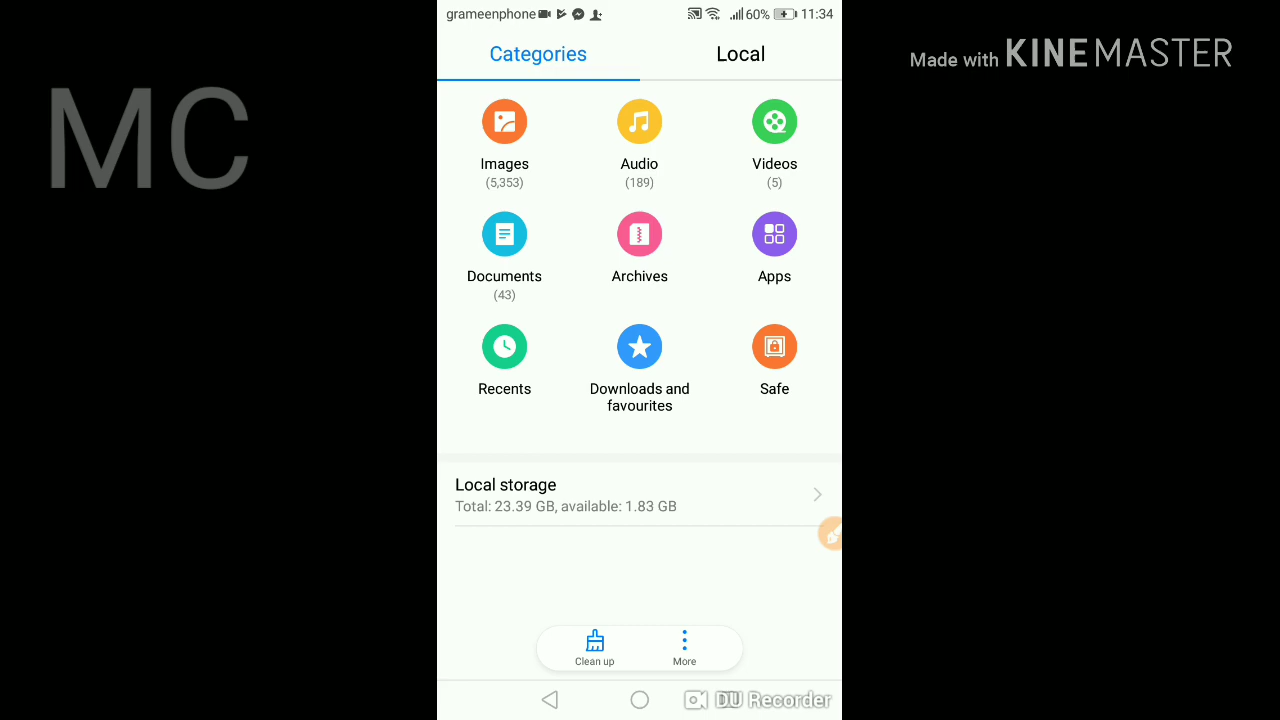 grameenphone 60% 11:34
Categories Local
Made with KINEMASTER
MC
Images Audio Videos
(5,353) (189) (5)
Documents Archives Apps
(43)
Recents Downloads and favourites Safe
Local storage
Total: 23.39 GB, available: 1.83 GB
Clean up More
DU Recorder